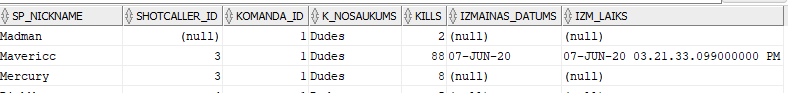 SP_NICKNAME SHOTCALLER_ID KOMANDA_ID K_NOSAUKUMS KILLS IZMAINAS_DATUMS IZM_LAIKS
Madman (null) 1 Dudes 2 (null) (null)
Mavericc 3 1 Dudes 88 07-JUN-20 07-JUN-20 03.21.33.099000000 PM
Mercury 3 1 Dudes 8 (null) (null)